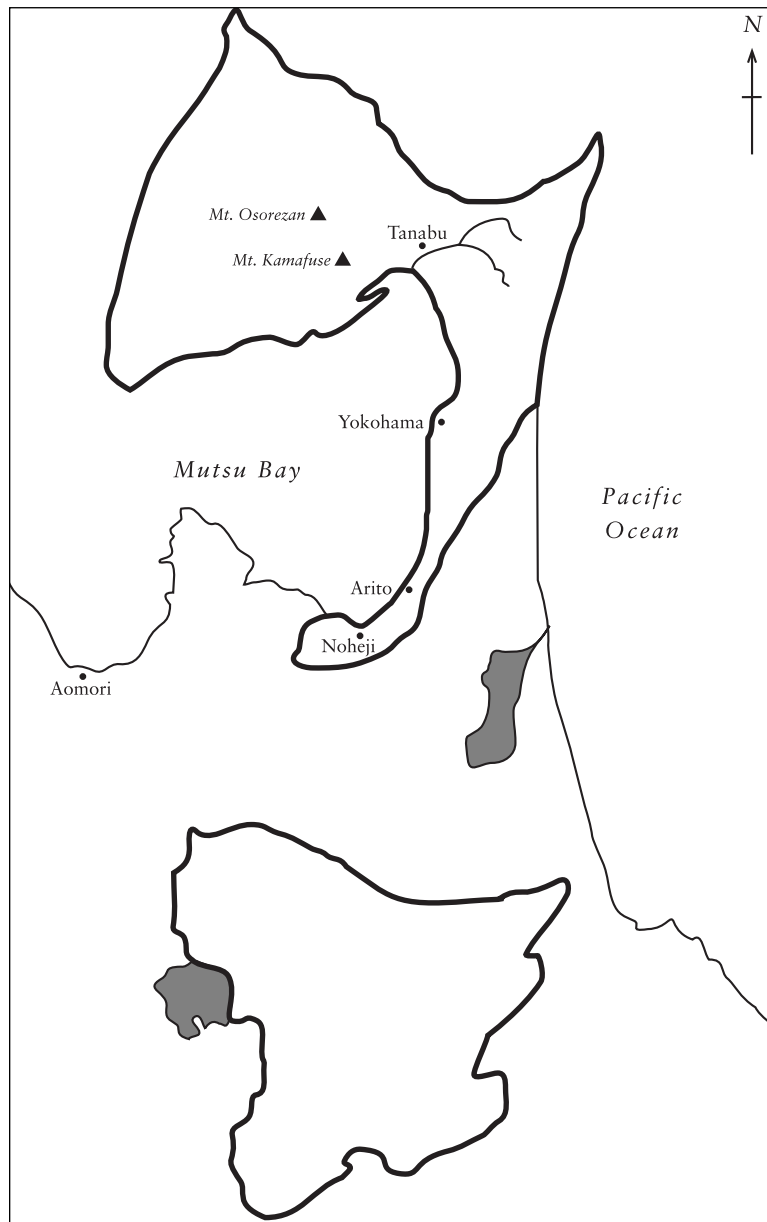 N
Mt. Osorezan
Tanabu
Mt. Kamafuse
Yokohama
Mutsu Bay
Pacific
Ocean
Arito
Noheji
Aomori